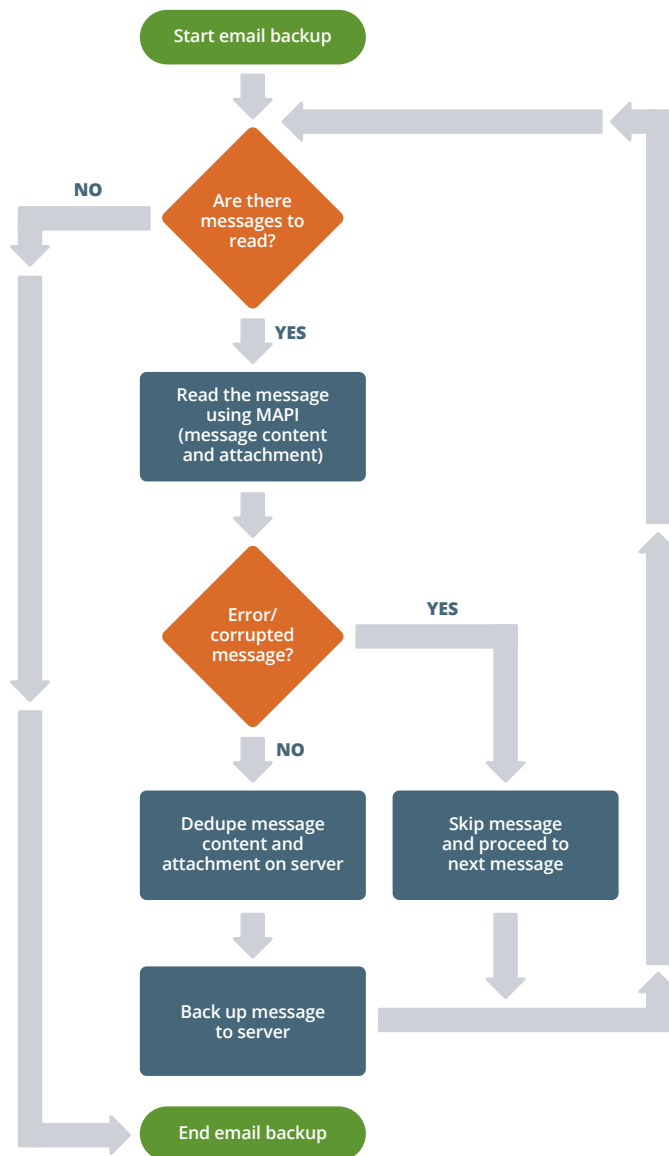 Start email backup
NO
Are there
messages to
read?
YES
Read the message
using MAPI
(message content
and attachment)
Error/
corrupted
message?
YES
NO
Dedupe message
content and
attachment on server
Skip message
and proceed to
next message
Back up message
to server
End email backup